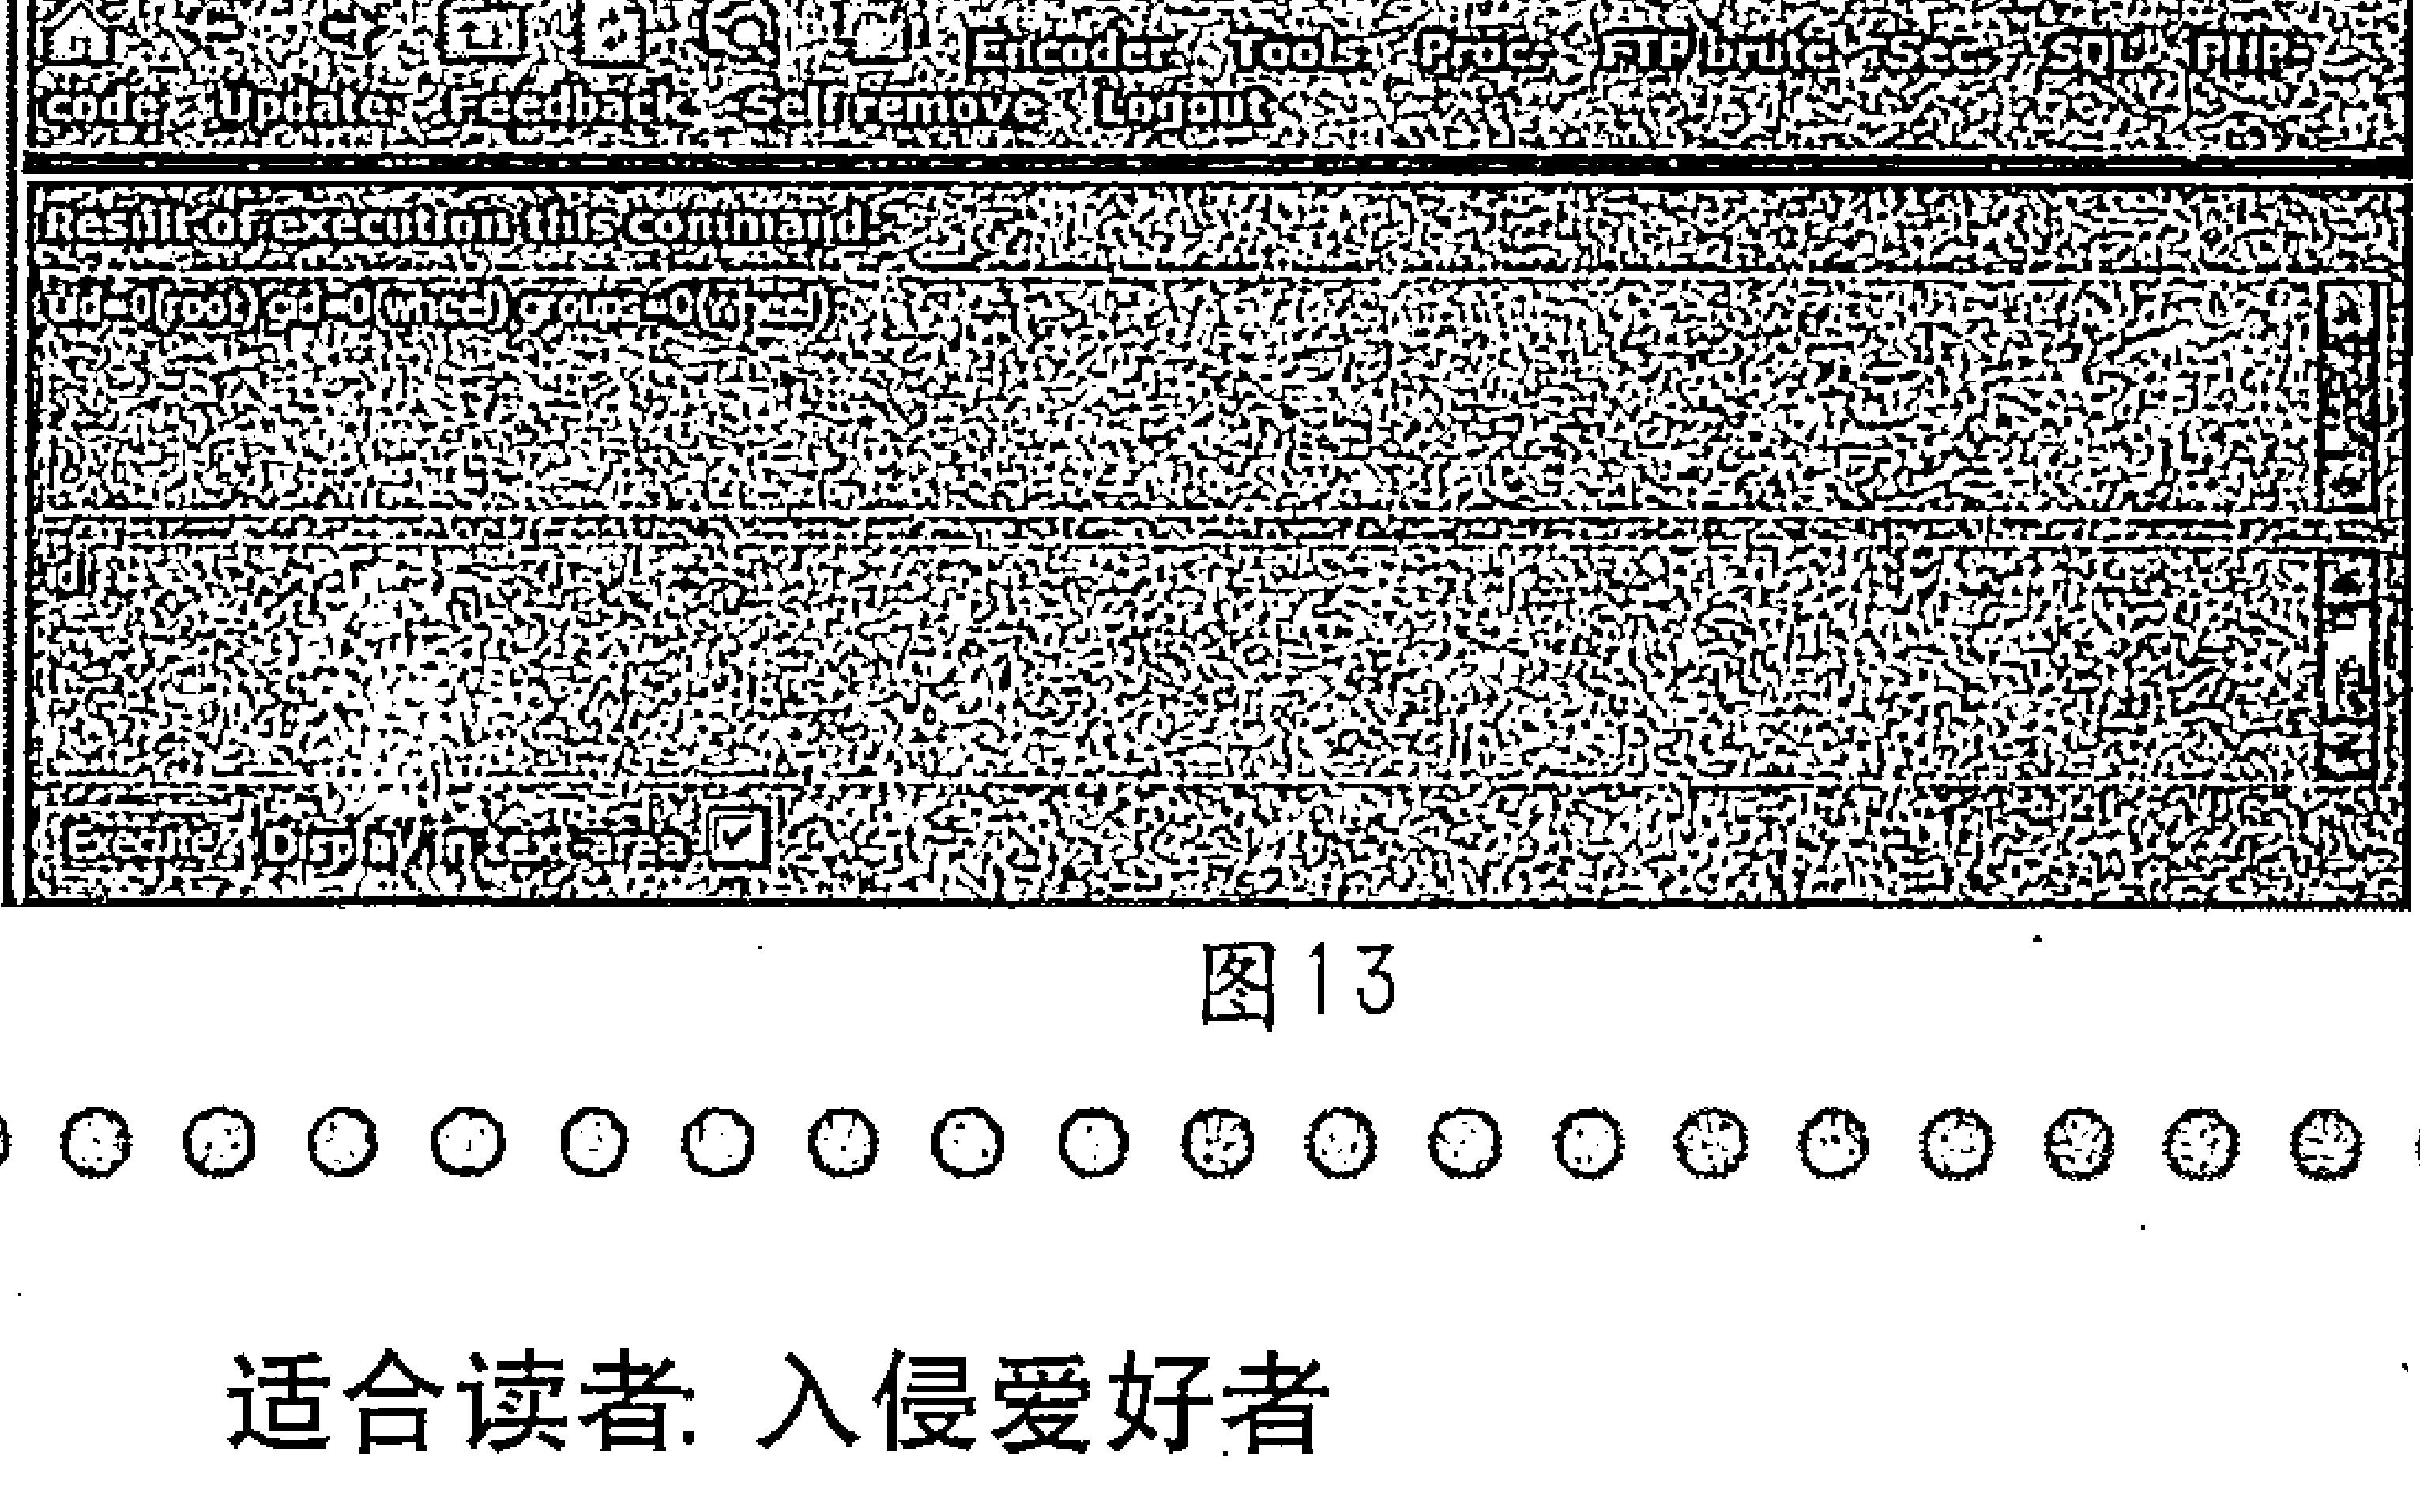 Encoder Tools Proc. FTP brute Sec. SQL PHP-
code Update Feedback Self remove Logout
Result of execution this command
uid=0(root) gid=0(wheel) groups=0(wheel)
id
Execute Display in text-area
图13
适合读者: 入侵爱好者